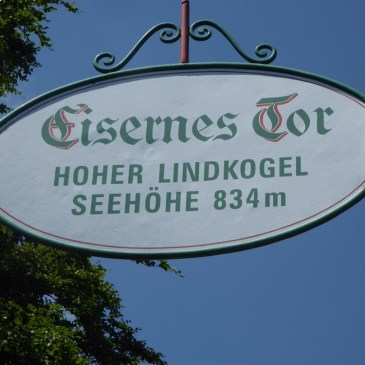 Eisernes Tor
HOHER LINDKOGEL
SEEHÖHE 834m